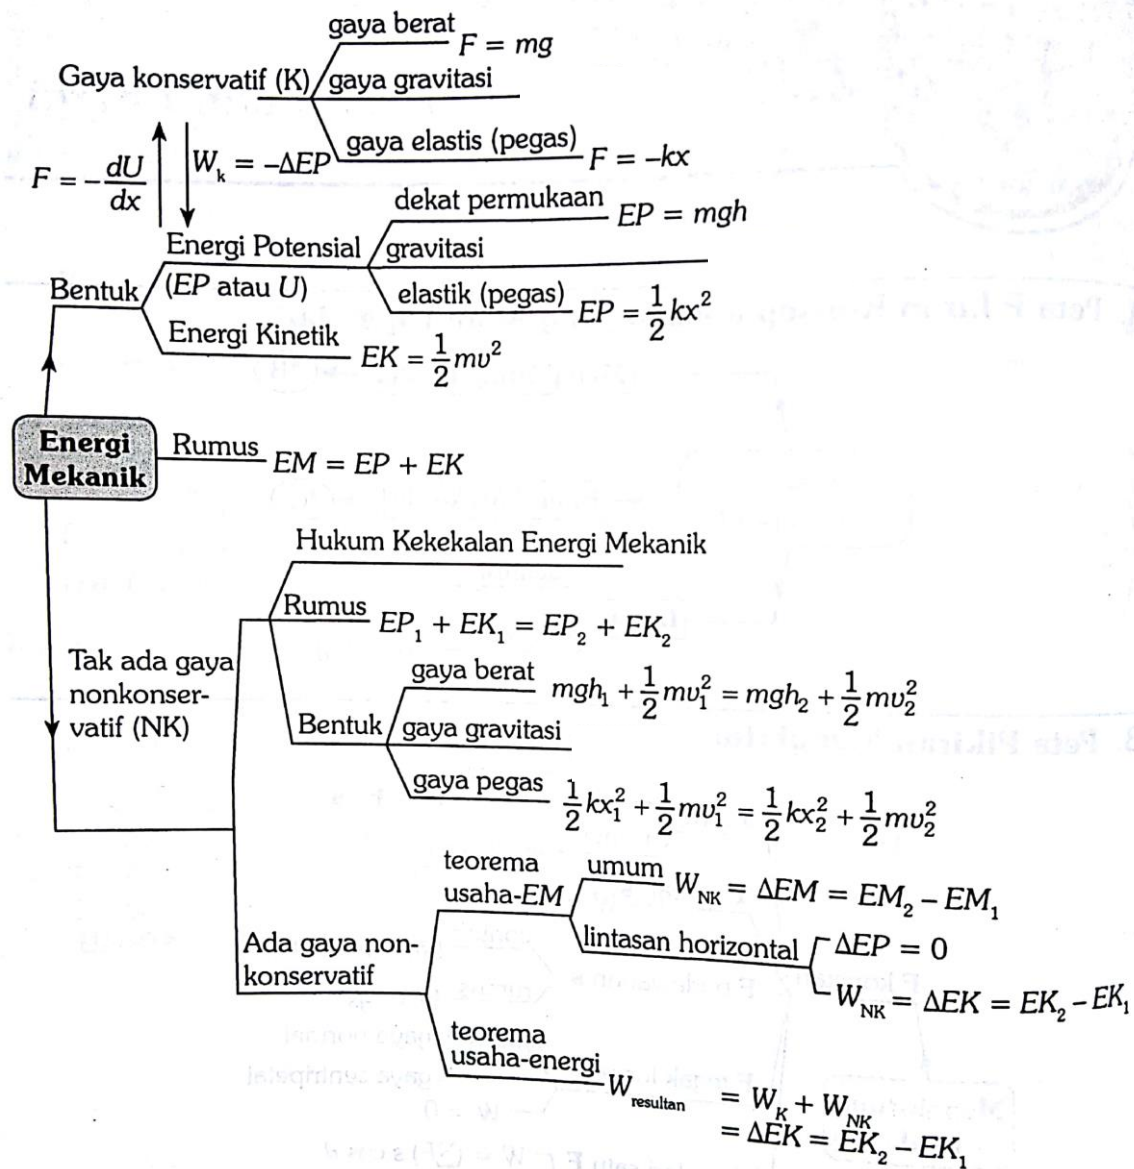 gaya berat F = mg
Gaya konservatif (K) gaya gravitasi
gaya elastis (pegas) F = -kx
F = -dU/dx
W_k = -ΔEP
dekat permukaan EP = mgh
Energi Potensial gravitasi
(EP atau U)
elastik (pegas) EP = 1/2 kx²
Bentuk
Energi Kinetik EK = 1/2 mv²
Energi
Mekanik
Rumus EM = EP + EK
Hukum Kekekalan Energi Mekanik
Rumus EP₁ + EK₁ = EP₂ + EK₂
Tak ada gaya
nonkonser-
vatif (NK)
gaya berat mgh₁ + 1/2 mv₁² = mgh₂ + 1/2 mv₂²
Bentuk gaya gravitasi
gaya pegas 1/2 kx₁² + 1/2 mv₁² = 1/2 kx₂² + 1/2 mv₂²
teorema
usaha-EM
umum W_NK = ΔEM = EM₂ – EM₁
lintasan horizontal ΔEP = 0
W_NK = ΔEK = EK₂ – EK₁
Ada gaya non-
konservatif
teorema
usaha-energi
W_resultan = W_K + W_NK
= ΔEK = EK₂ – EK₁